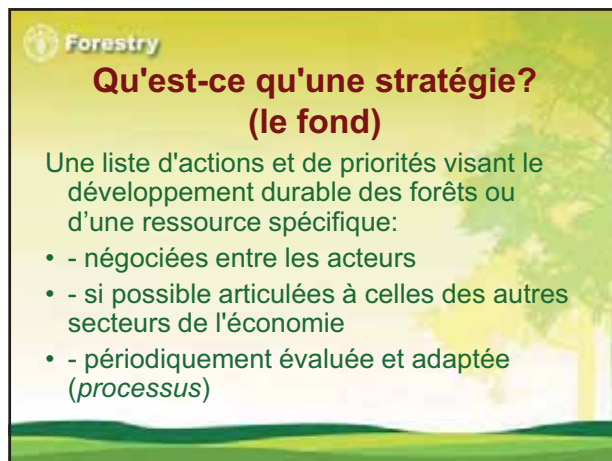 Forestry
Qu'est-ce qu'une stratégie?
(le fond)
Une liste d'actions et de priorités visant le
développement durable des forêts ou
d’une ressource spécifique:
• - négociées entre les acteurs
• - si possible articulées à celles des autres
secteurs de l'économie
• - périodiquement évaluée et adaptée
(processus)